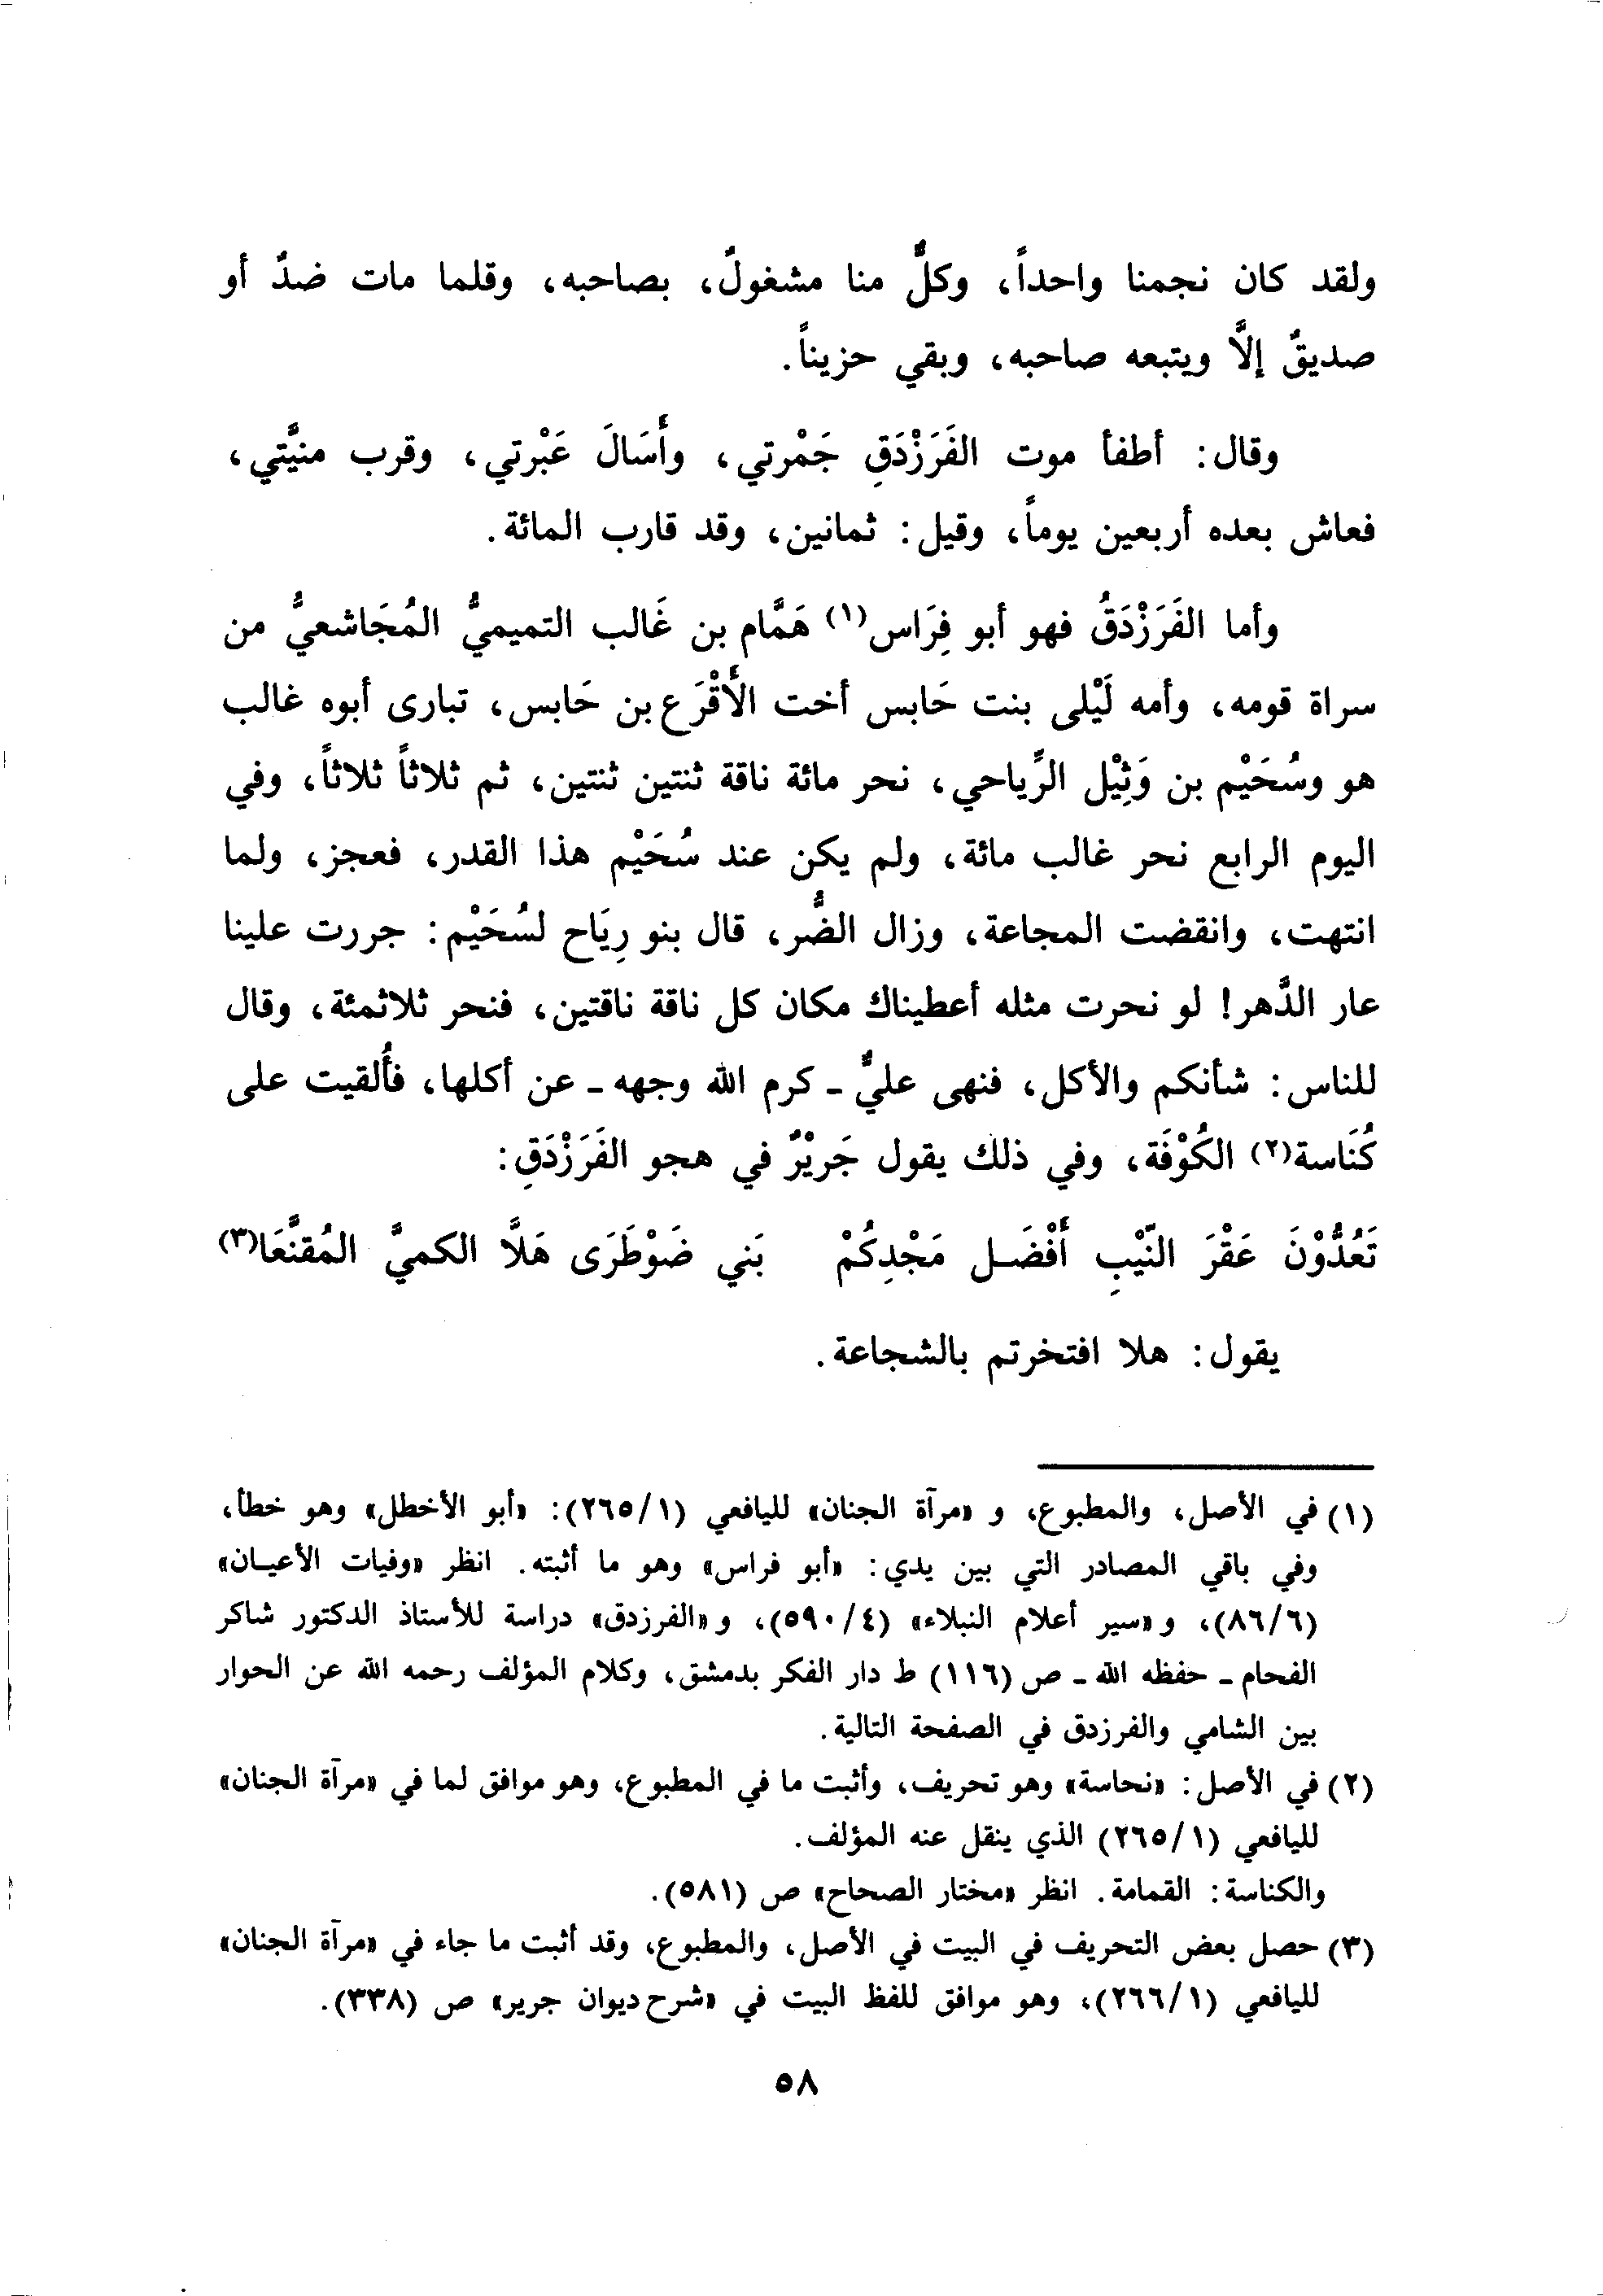 ولقد كان نجمنا واحداً، وكلٌّ منا مشغولٌ، بصاحبه، وقلما مات ضدٌ أو
صديقٌ إلاَّ ويتبعه صاحبه، وبقي حزيناً.
وقال: أطفأ موت الفَرَزْدَقِ جَمْرتي، وأَسَالَ عَبْرتي، وقرب منيَّتي،
فعاش بعده أربعين يوماً، وقيل: ثمانين، وقد قارب المائة.
وأما الفَرَزْدَقُ فهو أبو فِرَاس(١) هَمَّام بن غَالب التميميُّ المُجَاشعيُّ من
سراة قومه، وأمه لَيْلى بنت حَابس أخت الأَقْرَع بن حَابس، تبارى أبوه غالب
هو وسُحَيْم بن وَثِيْل الرِّياحي، نحر مائة ناقة ثنتين ثنتين، ثم ثلاثاً ثلاثاً، وفي
اليوم الرابع نحر غالب مائة، ولم يكن عند سُحَيْم هذا القدر، فعجز، ولما
انتهت، وانقضت المجاعة، وزال الضُّر، قال بنو رِيَاح لسُحَيْم: جررت علينا
عار الدَّهر! لو نحرت مثله أعطيناك مكان كل ناقة ناقتين، فنحر ثلاثمئة، وقال
للناس: شأنكم والأكل، فنهى عليٌّ ـ كرم الله وجهه ـ عن أكلها، فأُلقيت على
كُنَاسة(٢) الكُوْفَة، وفي ذلك يقول جَرِيْرٌ في هجو الفَرَزْدَقِ:
تَعُدُّوْنَ عَقْرَ النِّيْبِ أَفْضَـل مَجْدِكُمْ بَني ضَوْطَرَى هَلاَّ الكميَّ المُقنَّعَا(٣)
يقول: هلا افتخرتم بالشجاعة.
(١) في الأصل، والمطبوع، و «مرآة الجنان» لليافعي (٢٦٥/١): «أبو الأخطل» وهو خطأ،
وفي باقي المصادر التي بين يدي: «أبو فراس» وهو ما أثبته. انظر «وفيات الأعيـان»
(٨٦/٦)، و «سير أعلام النبلاء» (٥٩٠/٤)، و «الفرزدق» دراسة للأستاذ الدكتور شاكر
الفحام ـ حفظه الله ـ ص (١١٦) ط دار الفكر بدمشق، وكلام المؤلف رحمه الله عن الحوار
بين الشامي والفرزدق في الصفحة التالية.
(٢) في الأصل: «نحاسة» وهو تحريف، وأثبت ما في المطبوع، وهو موافق لما في «مرآة الجنان»
لليافعي (٢٦٥/١) الذي ينقل عنه المؤلف.
والكناسة: القمامة. انظر «مختار الصحاح» ص (٥٨١).
(٣) حصل بعض التحريف في البيت في الأصل، والمطبوع، وقد أثبت ما جاء في «مرآة الجنان»
لليافعي (٢٦٦/١)، وهو موافق للفظ البيت في «شرح ديوان جرير» ص (٣٣٨).
٥٨